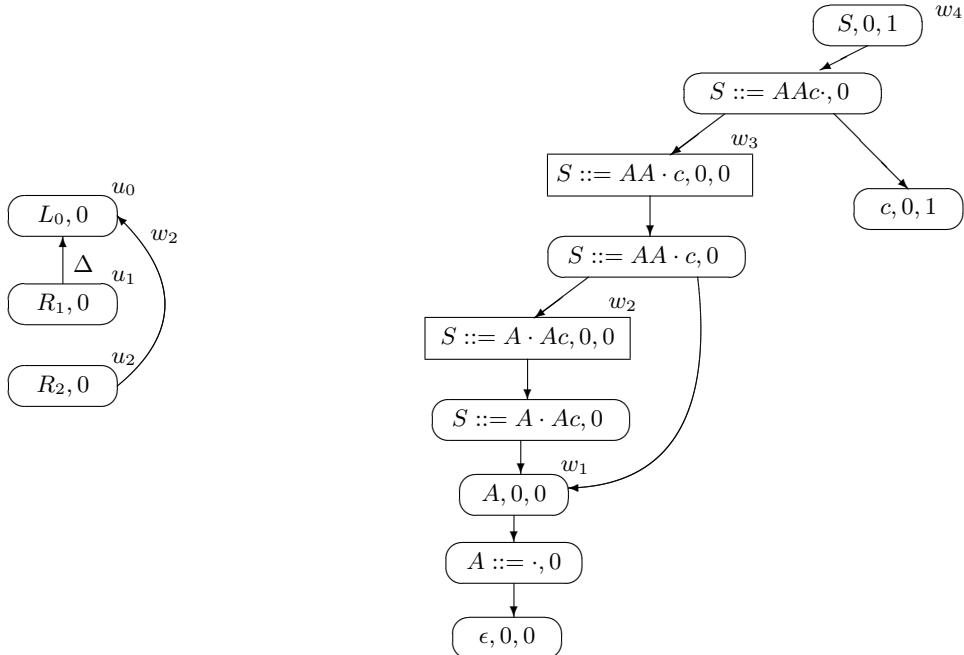 u₀
L₀, 0
w₂
Δ
u₁
R₁, 0
u₂
R₂, 0
S, 0, 1
w₄
S ::= AAc·, 0
w₃
S ::= AA · c, 0, 0
c, 0, 1
S ::= AA · c, 0
w₂
S ::= A · Ac, 0, 0
S ::= A · Ac, 0
w₁
A, 0, 0
A ::= ·, 0
ϵ, 0, 0